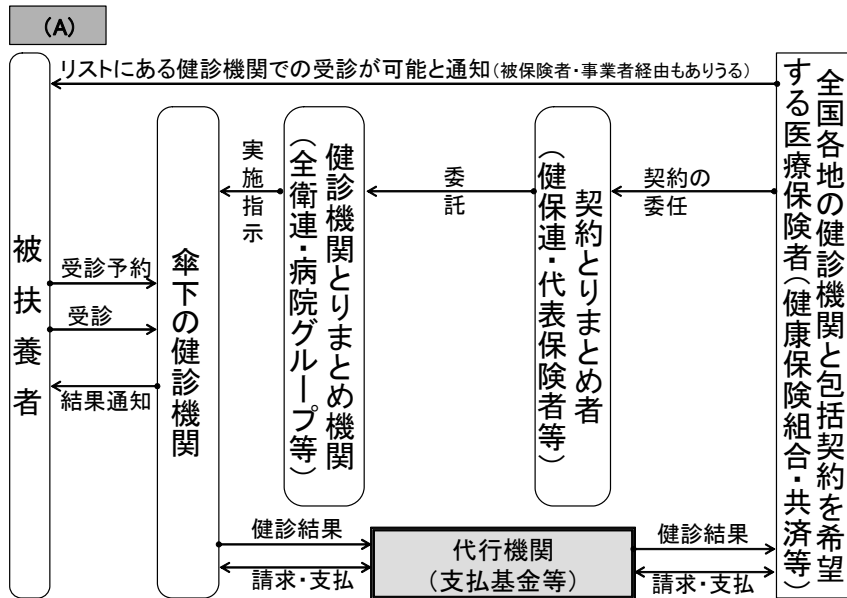 (A)
リストにある健診機関での受診が可能と通知(被保険者・事業者経由もありうる)
被扶養者
受診予約
受診
結果通知
傘下の健診機関
実施指示
健診機関とりまとめ機関
(全衛連・病院グループ等)
委託
契約とりまとめ者
(健保連・代表保険者等)
契約の
委任
全国各地の健診機関と包括契約を希望
する医療保険者(健康保険組合・共済等)
健診結果
請求・支払
代行機関
(支払基金等)
健診結果
請求・支払